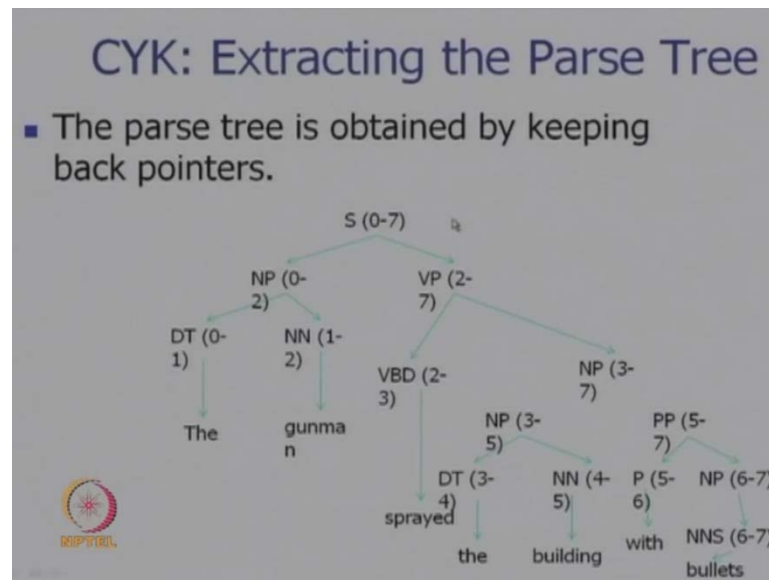 CYK: Extracting the Parse Tree
■ The parse tree is obtained by keeping
back pointers.
S (0-7)
NP (0-
2)
VP (2-
7)
DT (0-
1)
NN (1-
2)
VBD (2-
3)
NP (3-
7)
The
gunma
n
NP (3-
5)
PP (5-
7)
DT (3-
4)
NN (4-
5)
P (5-
6)
NP (6-7)
sprayed
the
building
with
NNS (6-7)
bullets
NPTEL